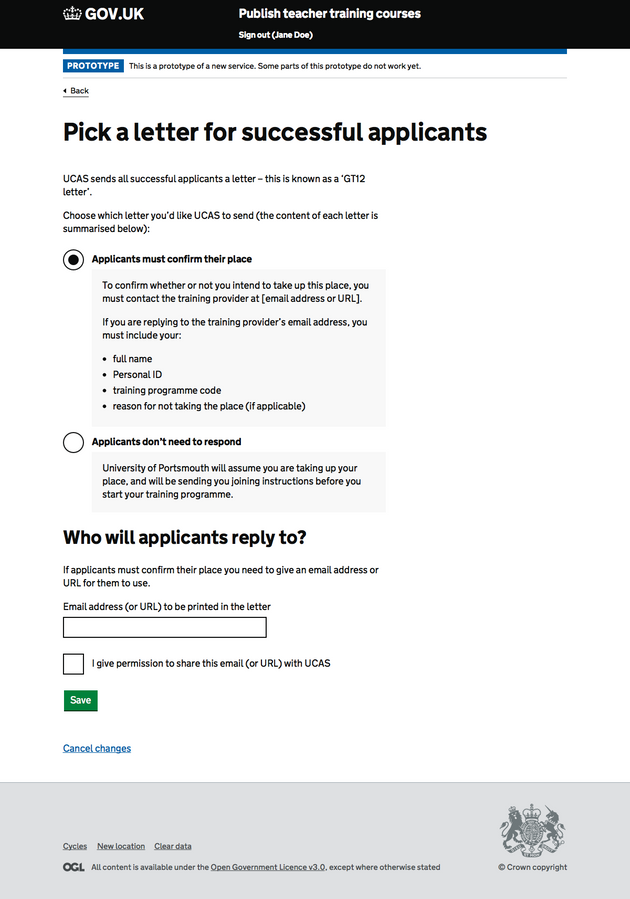 GOV.UK
Publish teacher training courses
Sign out (Jane Doe)
PROTOTYPE This is a prototype of a new service. Some parts of this prototype do not work yet.
Back
Pick a letter for successful applicants
UCAS sends all successful applicants a letter – this is known as a ‘GT12
letter’.
Choose which letter you’d like UCAS to send (the content of each letter is
summarised below):
Applicants must confirm their place
To confirm whether or not you intend to take up this place, you
must contact the training provider at [email address or URL].
If you are replying to the training provider’s email address, you
must include your:
• full name
• Personal ID
• training programme code
• reason for not taking the place (if applicable)
Applicants don’t need to respond
University of Portsmouth will assume you are taking up your
place, and will be sending you joining instructions before you
start your training programme.
Who will applicants reply to?
If applicants must confirm their place you need to give an email address or
URL for them to use.
Email address (or URL) to be printed in the letter
I give permission to share this email (or URL) with UCAS
Save
Cancel changes
Cycles New location Clear data
OGL All content is available under the Open Government Licence v3.0, except where otherwise stated
© Crown copyright